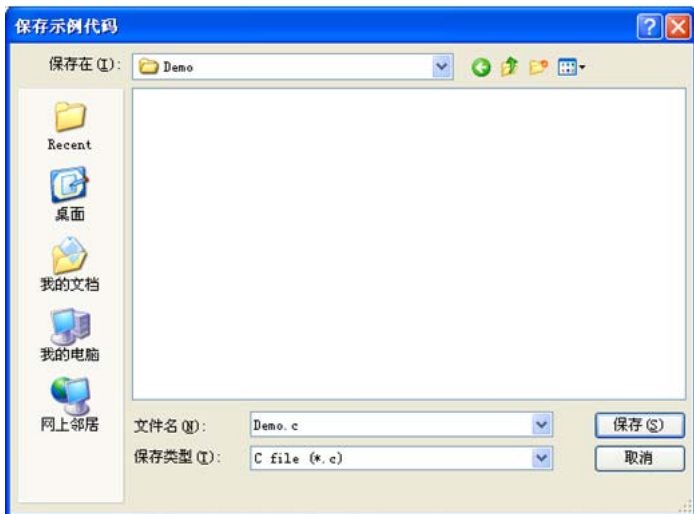 保存示例代码
保存在(I): Demo
Recent
桌面
我的文档
我的电脑
网上邻居
文件名(N): Demo.c 保存(S)
保存类型(T): C file (*.c) 取消